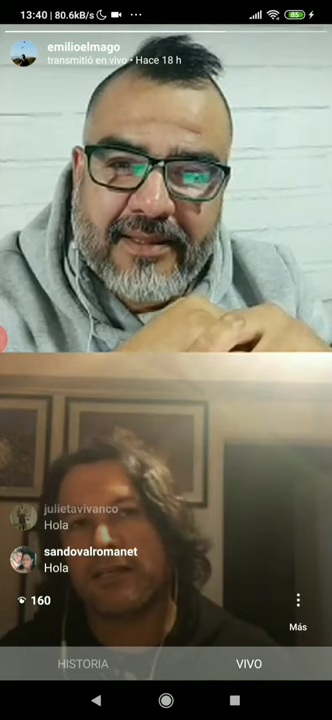 13:40 | 80.6kB/s
85
emilioelmago
transmitió en vivo • Hace 18 h
julietavivanco
Hola
sandovalromanet
Hola
160
Más
HISTORIA
VIVO